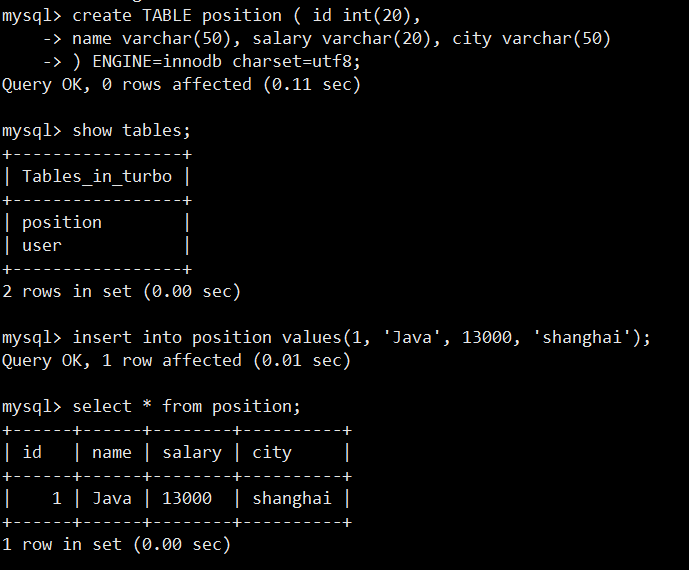 mysql> create TABLE position ( id int(20),
    -> name varchar(50), salary varchar(20), city varchar(50)
    -> ) ENGINE=innodb charset=utf8;
Query OK, 0 rows affected (0.11 sec)

mysql> show tables;
+-----------------+
| Tables_in_turbo |
+-----------------+
| position        |
| user            |
+-----------------+
2 rows in set (0.00 sec)

mysql> insert into position values(1, 'Java', 13000, 'shanghai');
Query OK, 1 row affected (0.01 sec)

mysql> select * from position;
+------+------+--------+----------+
| id   | name | salary | city     |
+------+------+--------+----------+
|    1 | Java | 13000  | shanghai |
+------+------+--------+----------+
1 row in set (0.00 sec)